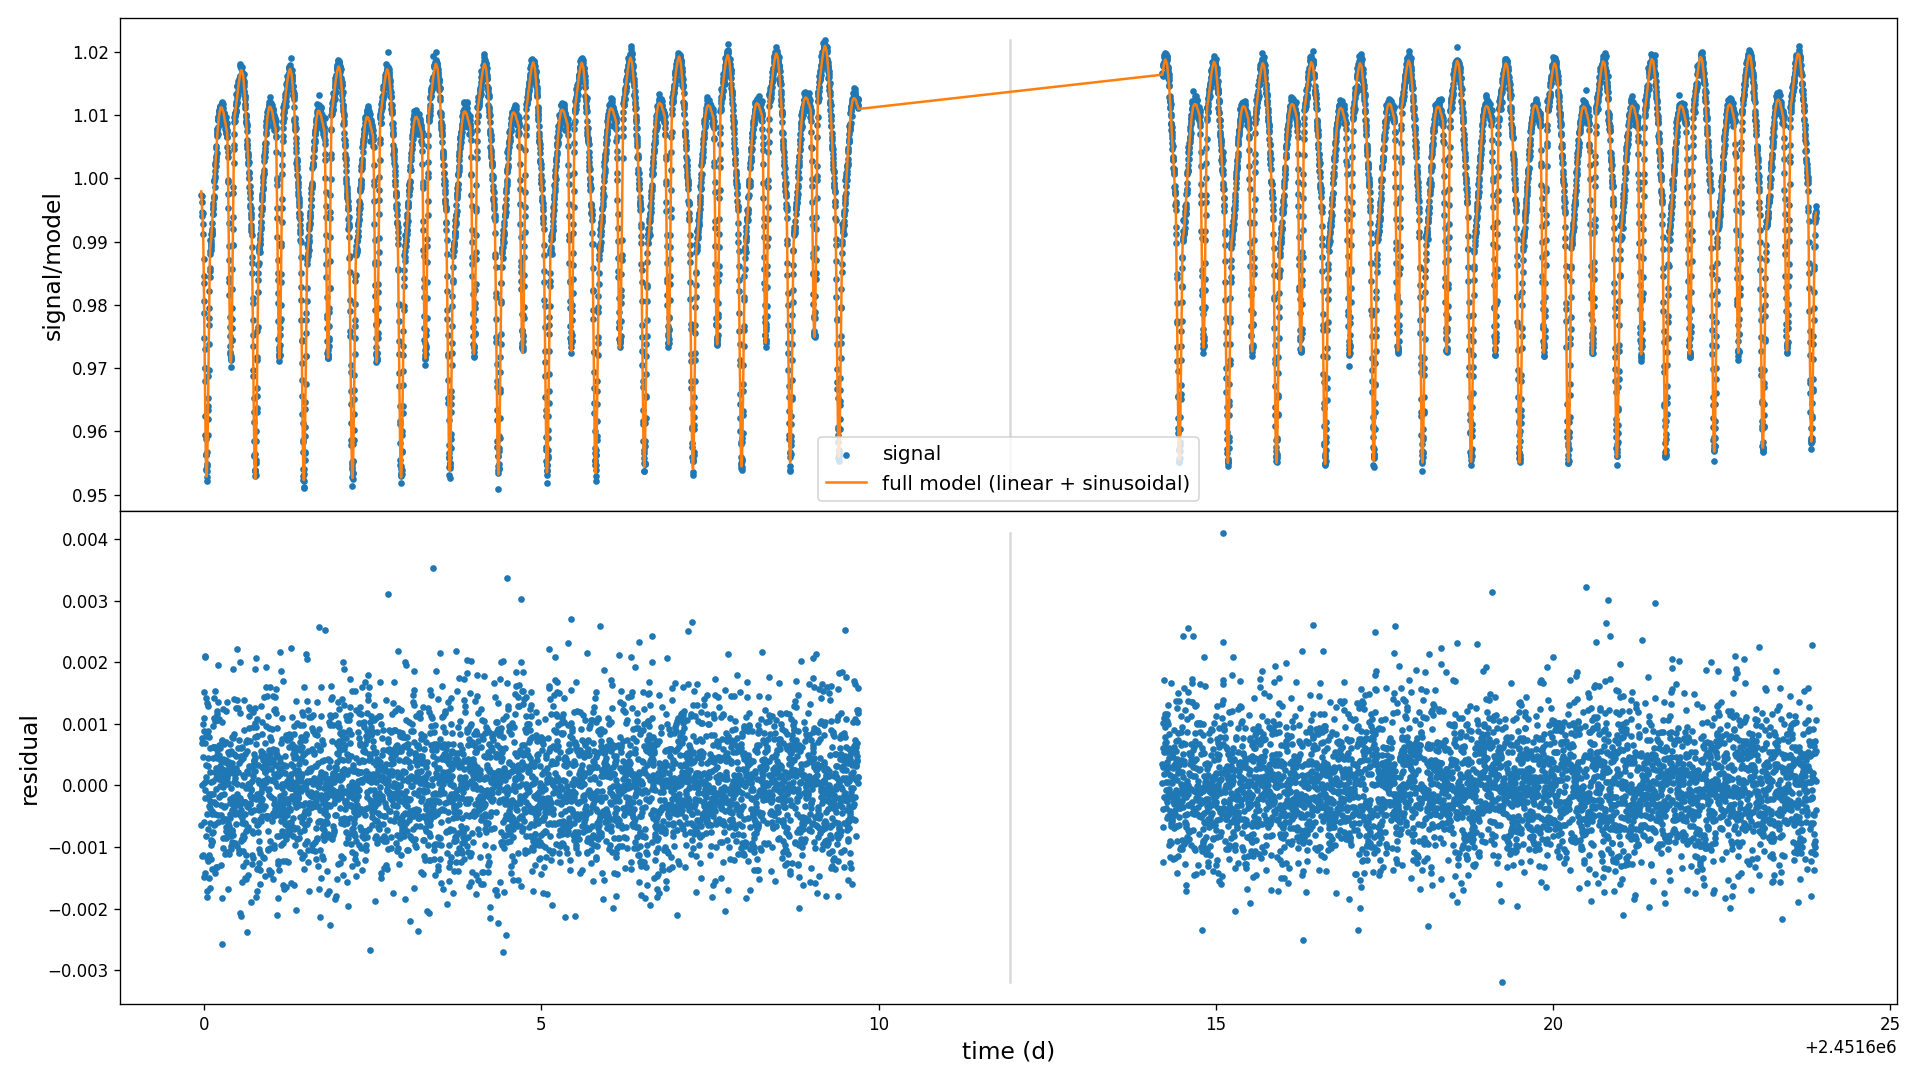 1.02
1.01
1.00
0.99
0.98
0.97
0.96
0.95
signal/model
signal
full model (linear + sinusoidal)
0.004
0.003
0.002
0.001
0.000
−0.001
−0.002
−0.003
residual
0 5 10 15 20 25
time (d)
+2.4516e6